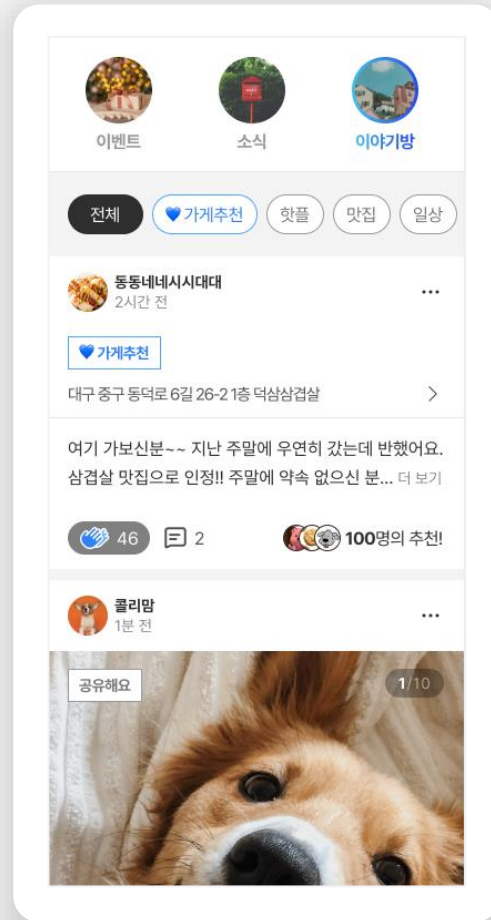 이벤트
소식
이야기방
전체
💙가게추천
핫플
맛집
일상
동동네네시시대대
2시간 전
💙가게추천
대구 중구 동덕로 6길 26-2 1층 덕삼삼겹살
여기 가보신분~~ 지난 주말에 우연히 갔는데 반했어요.
삼겹살 맛집으로 인정!! 주말에 약속 없으신 분... 더 보기
46
2
100명의 추천!
콜리맘
1분 전
공유해요
1/10